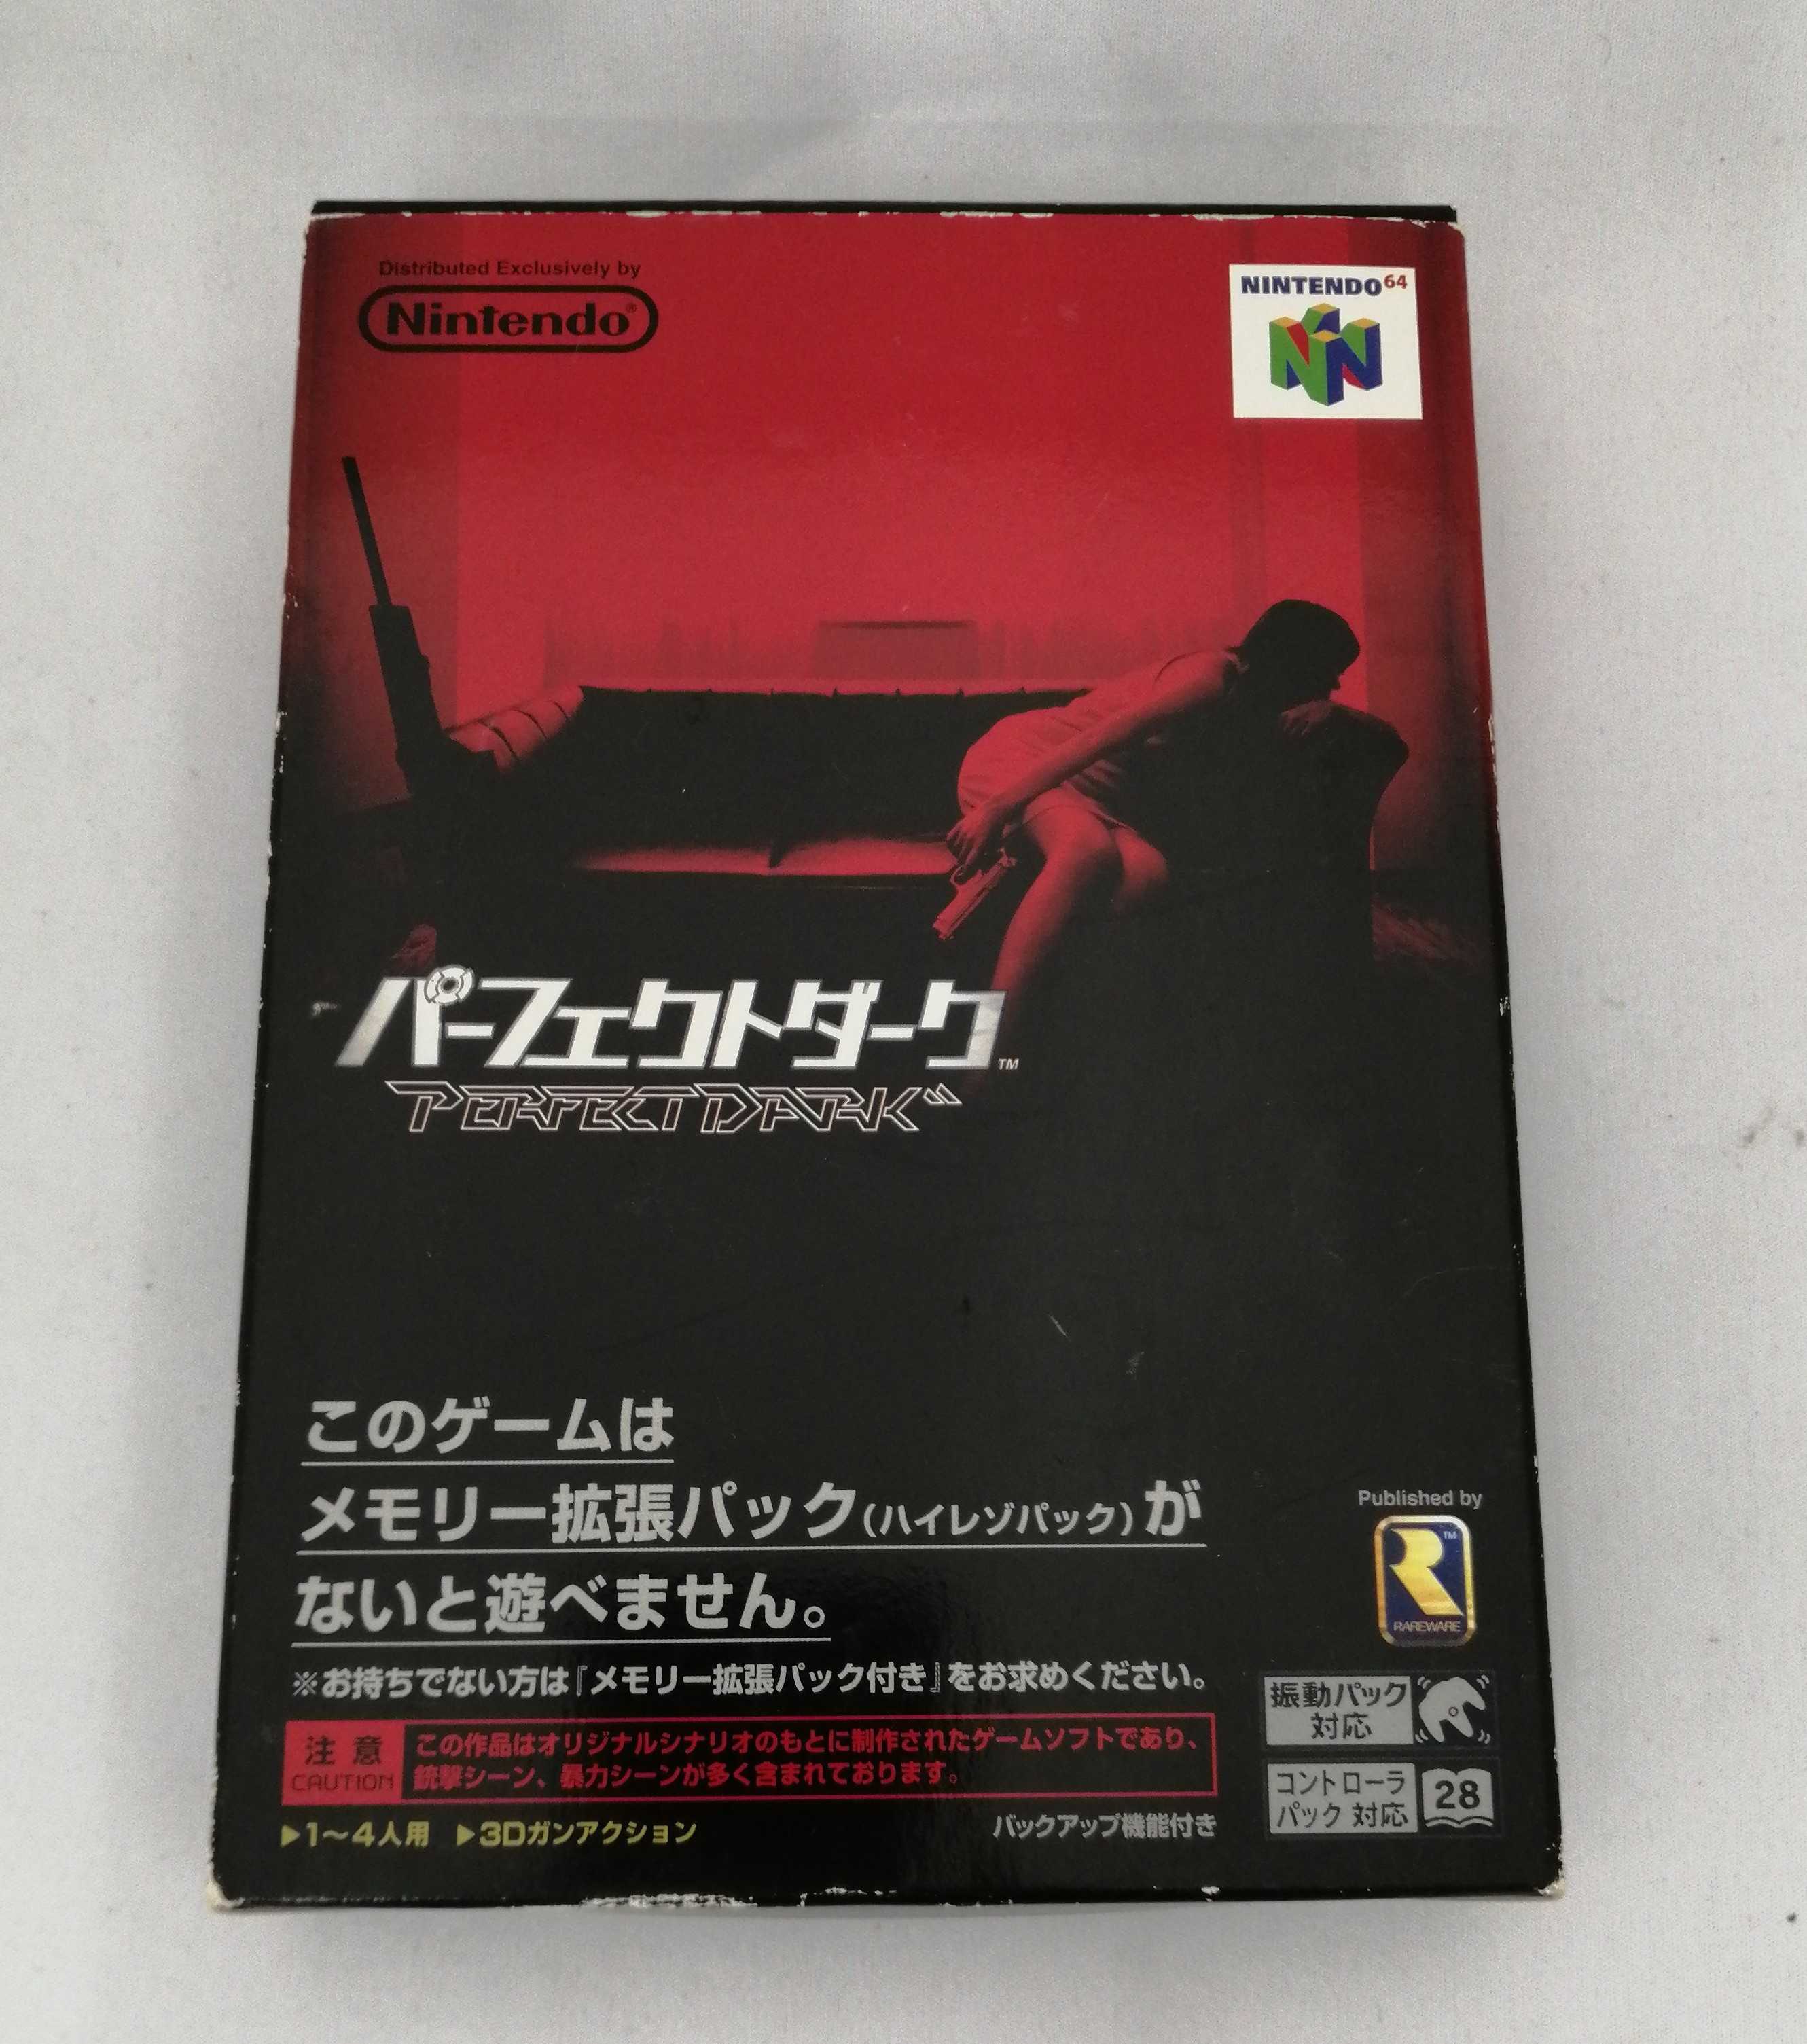 Distributed Exclusively by
Nintendo®
NINTENDO64
パーフェクトダーク™
PERFECT DARK
このゲームは
メモリー拡張パック(ハイレゾパック)が
ないと遊べません。
※お持ちでない方は『メモリー拡張パック付き』をお求めください。
注意
CAUTION
この作品はオリジナルシナリオのもとに制作されたゲームソフトであり、
銃撃シーン、暴力シーンが多く含まれております。
▶1〜4人用 ▶3Dガンアクション
バックアップ機能付き
Published by
R™
RAREWARE
振動パック
対応
コントローラ
パック 対応
28